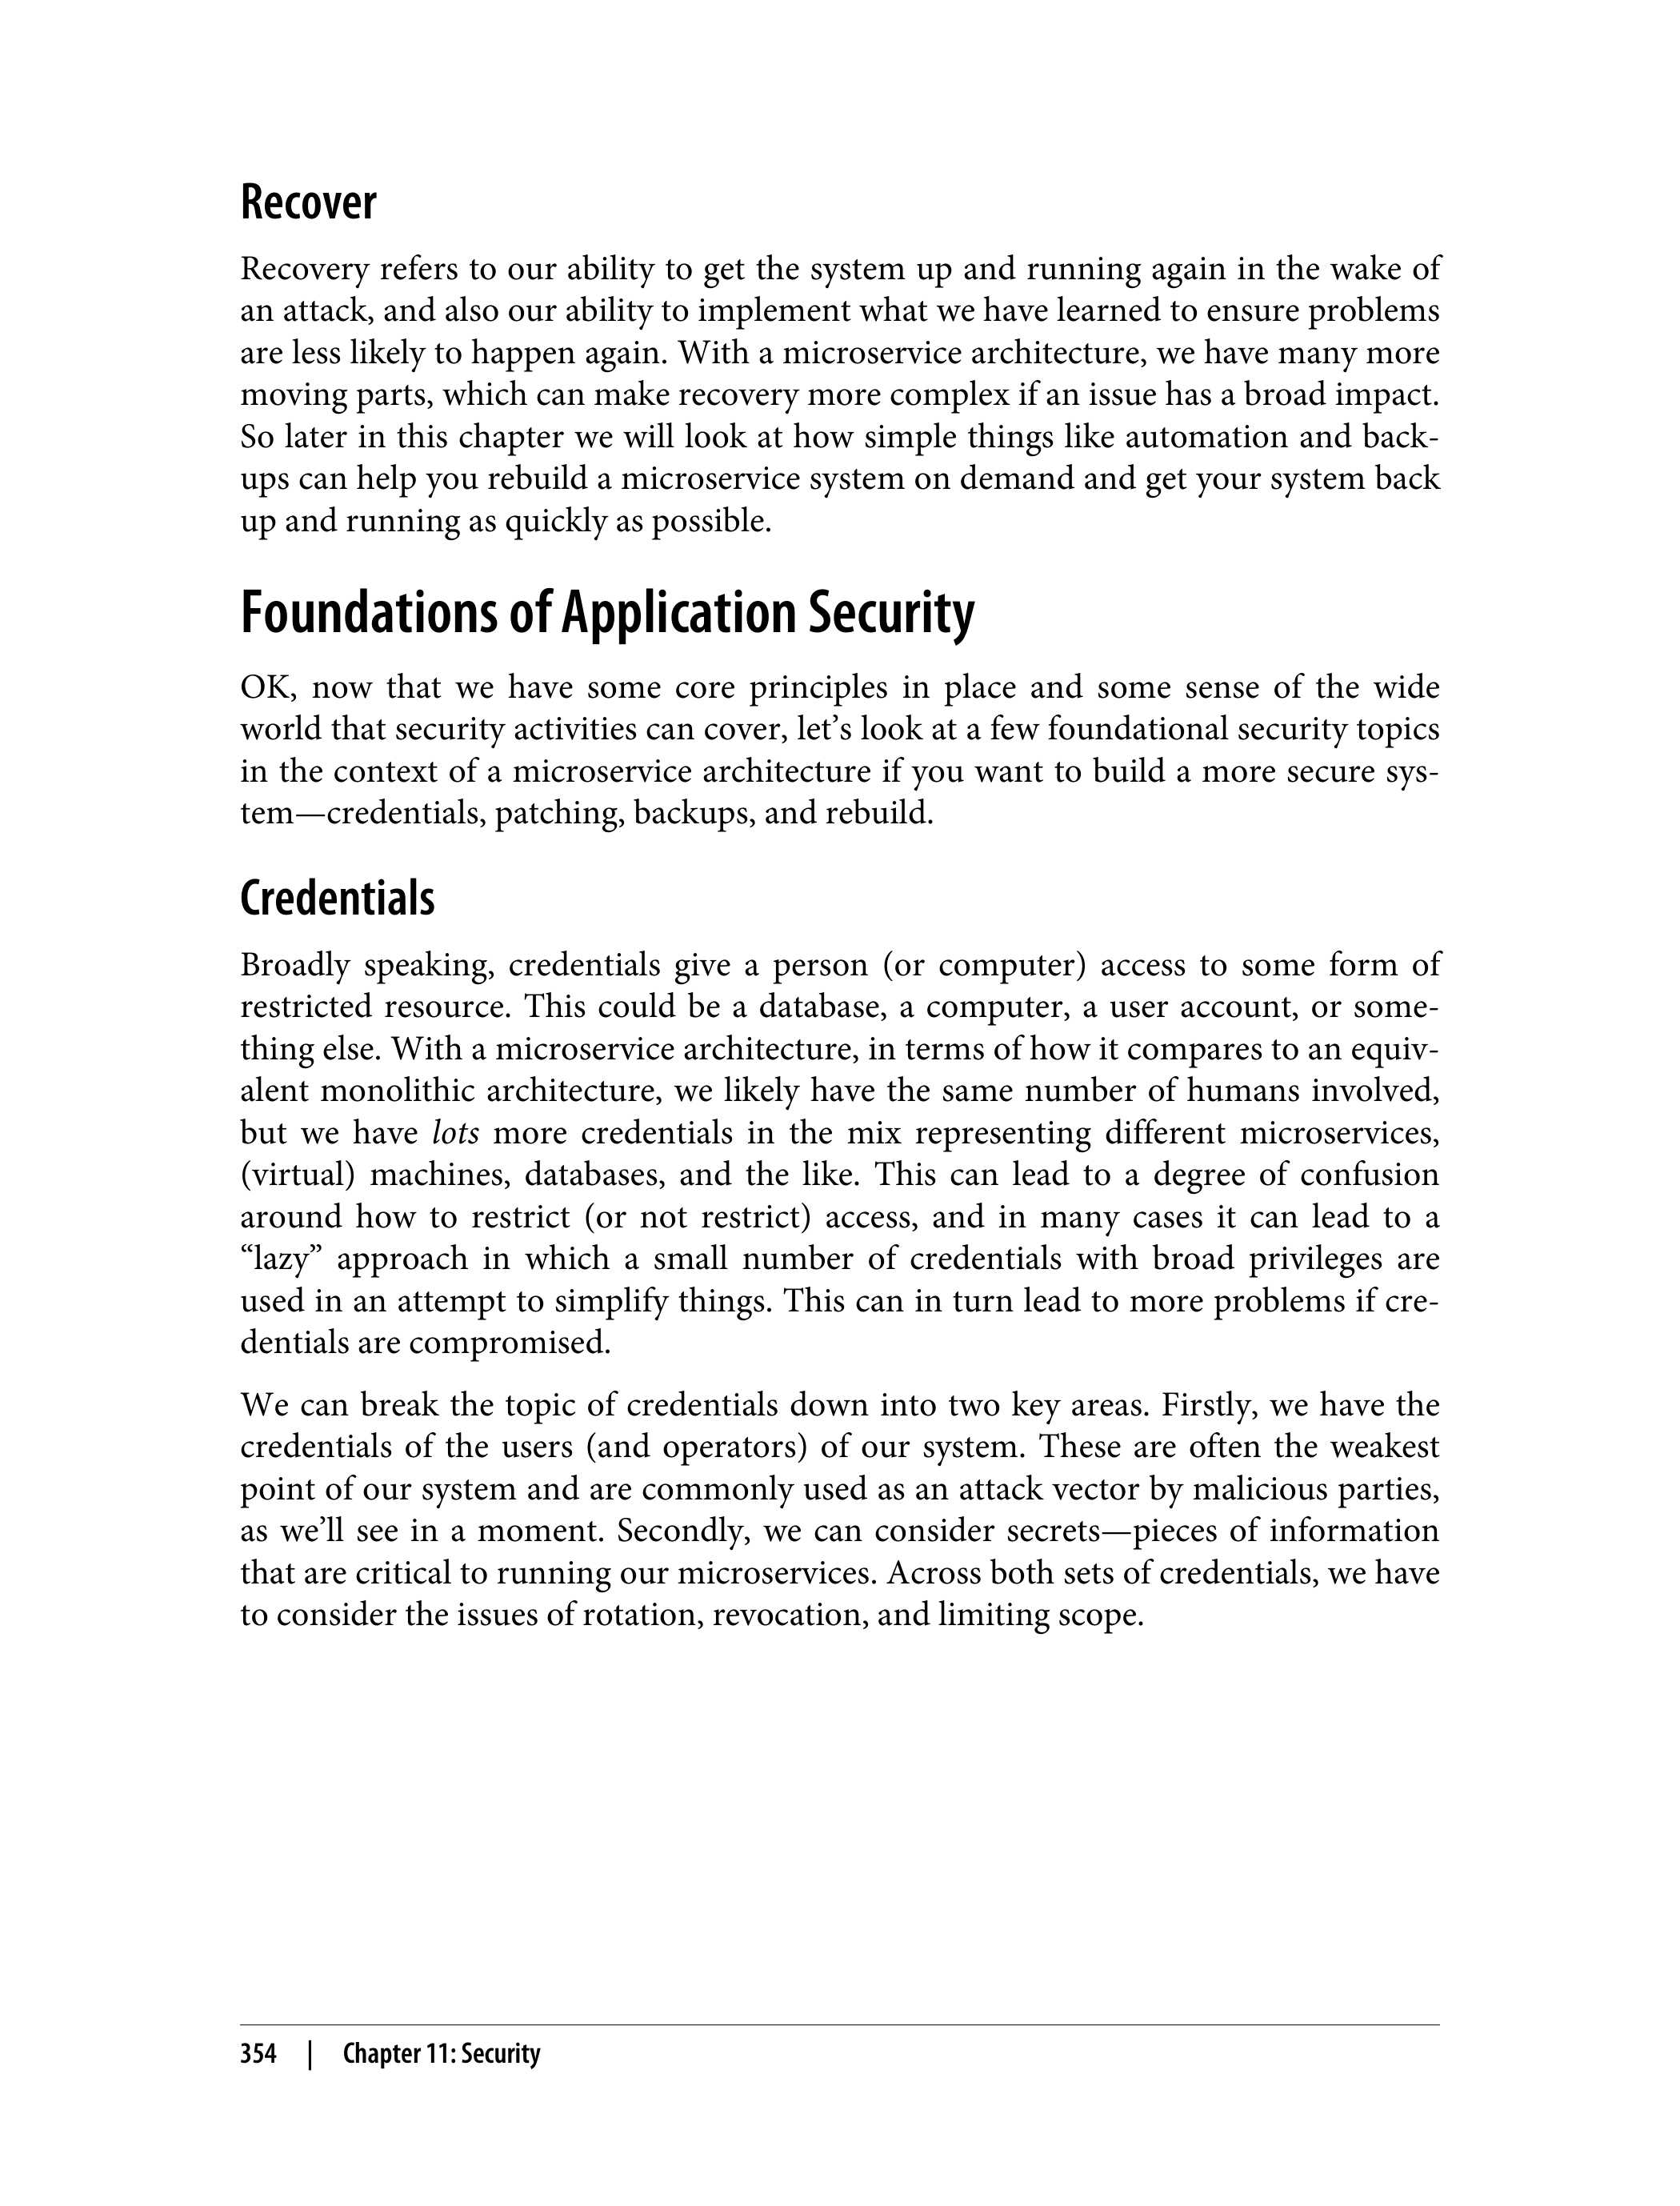 Recover
Recovery refers to our ability to get the system up and running again in the wake of
an attack, and also our ability to implement what we have learned to ensure problems
are less likely to happen again. With a microservice architecture, we have many more
moving parts, which can make recovery more complex if an issue has a broad impact.
So later in this chapter we will look at how simple things like automation and back-
ups can help you rebuild a microservice system on demand and get your system back
up and running as quickly as possible.
Foundations of Application Security
OK, now that we have some core principles in place and some sense of the wide
world that security activities can cover, let’s look at a few foundational security topics
in the context of a microservice architecture if you want to build a more secure sys-
tem—credentials, patching, backups, and rebuild.
Credentials
Broadly speaking, credentials give a person (or computer) access to some form of
restricted resource. This could be a database, a computer, a user account, or some-
thing else. With a microservice architecture, in terms of how it compares to an equiv-
alent monolithic architecture, we likely have the same number of humans involved,
but we have lots more credentials in the mix representing different microservices,
(virtual) machines, databases, and the like. This can lead to a degree of confusion
around how to restrict (or not restrict) access, and in many cases it can lead to a
“lazy” approach in which a small number of credentials with broad privileges are
used in an attempt to simplify things. This can in turn lead to more problems if cre-
dentials are compromised.
We can break the topic of credentials down into two key areas. Firstly, we have the
credentials of the users (and operators) of our system. These are often the weakest
point of our system and are commonly used as an attack vector by malicious parties,
as we’ll see in a moment. Secondly, we can consider secrets—pieces of information
that are critical to running our microservices. Across both sets of credentials, we have
to consider the issues of rotation, revocation, and limiting scope.
354 | Chapter 11: Security